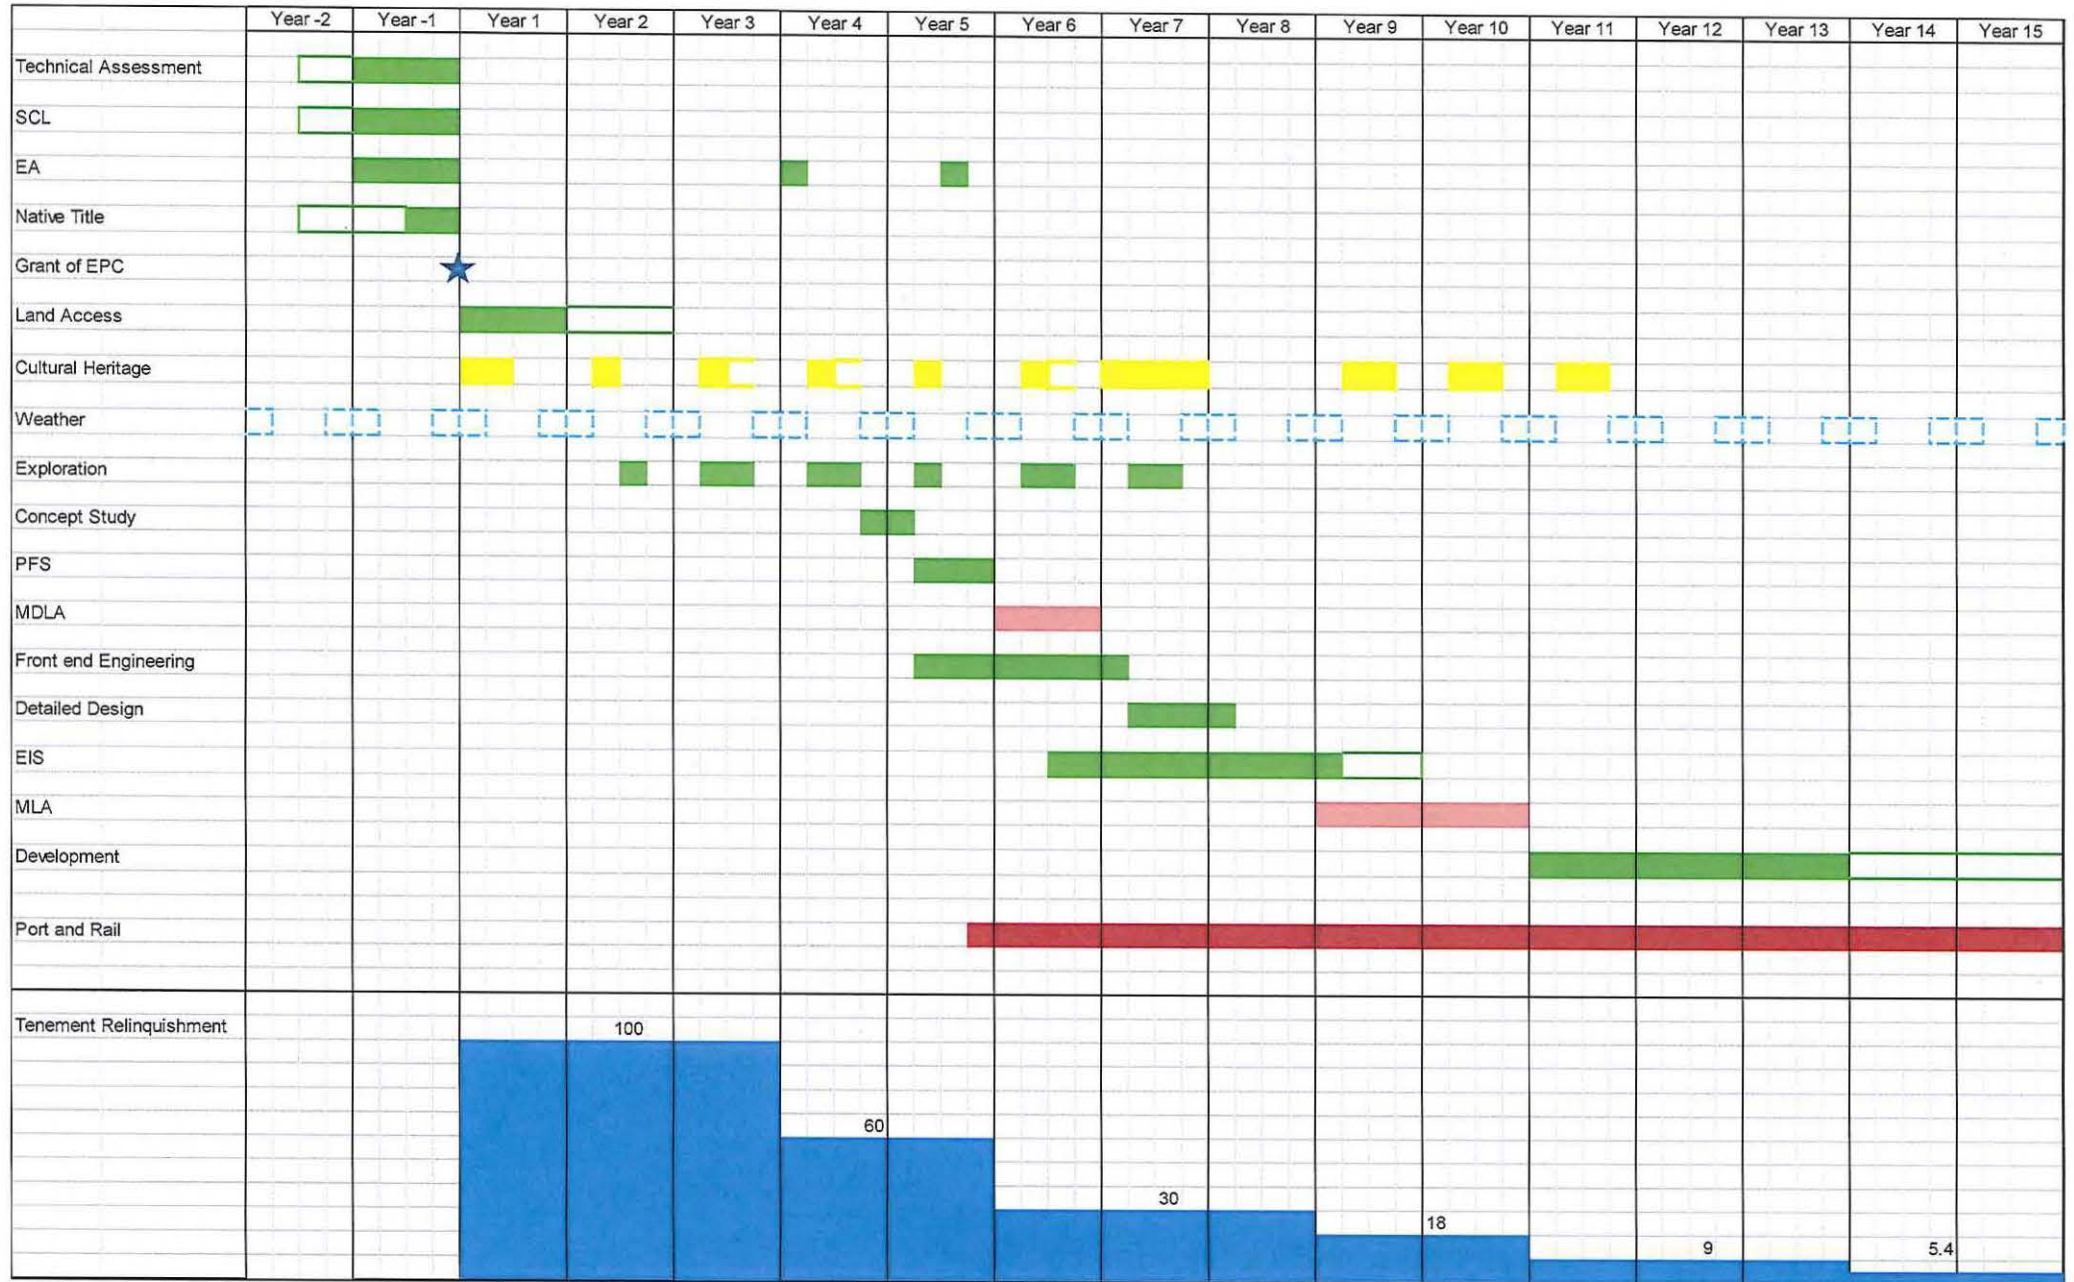 Year -2 Year -1 Year 1 Year 2 Year 3 Year 4 Year 5 Year 6 Year 7 Year 8 Year 9 Year 10 Year 11 Year 12 Year 13 Year 14 Year 15
Technical Assessment
SCL
EA
Native Title
Grant of EPC
Land Access
Cultural Heritage
Weather
Exploration
Concept Study
PFS
MDLA
Front end Engineering
Detailed Design
EIS
MLA
Development
Port and Rail
Tenement Relinquishment
100
60
30
18
9
5.4